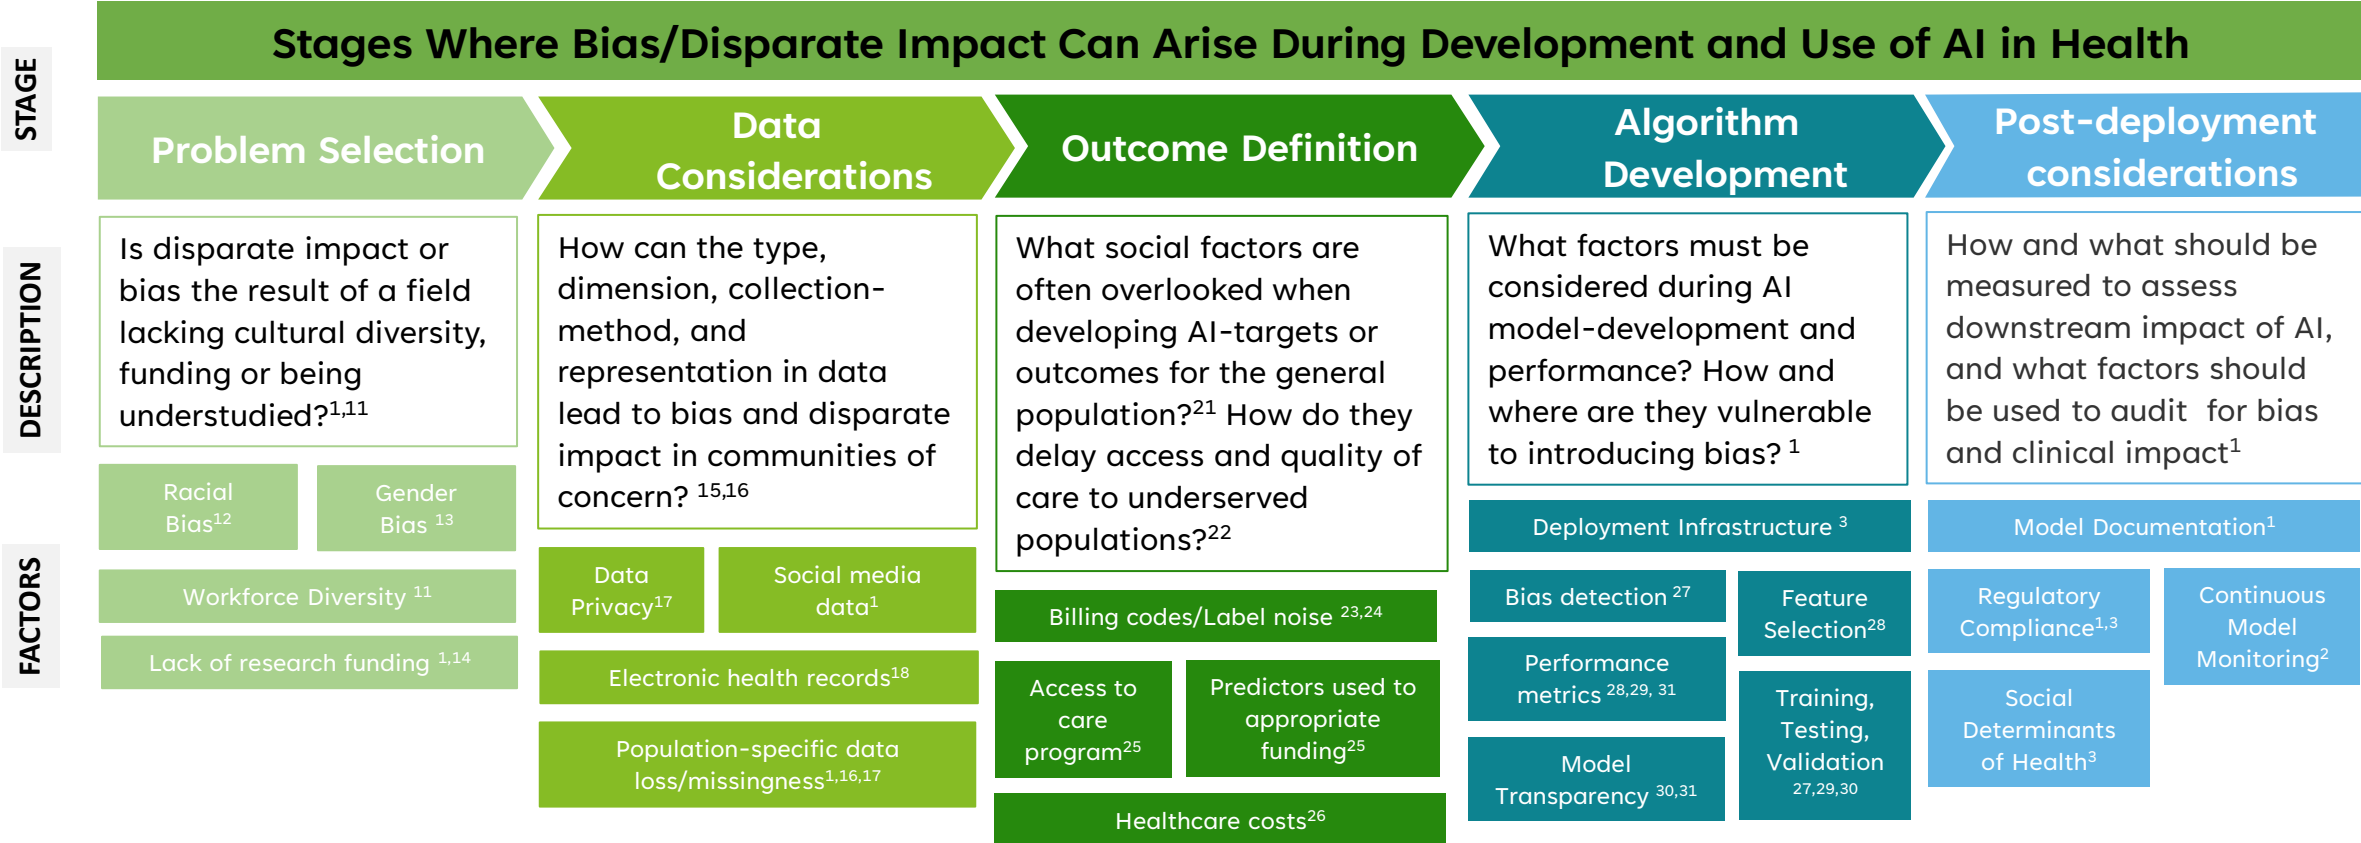 Stages Where Bias/Disparate Impact Can Arise During Development and Use of AI in Health
STAGE
Problem Selection
Data
Considerations
Outcome Definition
Algorithm
Development
Post-deployment
considerations
DESCRIPTION
Is disparate impact or
bias the result of a field
lacking cultural diversity,
funding or being
understudied?1,11
How can the type,
dimension, collection-
method, and
representation in data
lead to bias and disparate
impact in communities of
concern? 15,16
What social factors are
often overlooked when
developing AI-targets or
outcomes for the general
population?21 How do they
delay access and quality of
care to underserved
populations?22
What factors must be
considered during AI
model-development and
performance? How and
where are they vulnerable
to introducing bias? 1
How and what should be
measured to assess
downstream impact of AI,
and what factors should
be used to audit  for bias
and clinical impact1
FACTORS
Racial
Bias12
Gender
Bias 13
Workforce Diversity 11
Lack of research funding 1,14
Data
Privacy17
Social media
data1
Electronic health records18
Population-specific data
loss/missingness1,16,17
Billing codes/Label noise 23,24
Access to
care
program25
Predictors used to
appropriate
funding25
Healthcare costs26
Deployment Infrastructure 3
Bias detection 27
Feature
Selection28
Performance
metrics 28,29, 31
Training,
Testing,
Validation
27,29,30
Model
Transparency 30,31
Model Documentation1
Regulatory
Compliance1,3
Continuous
Model
Monitoring2
Social
Determinants
of Health3